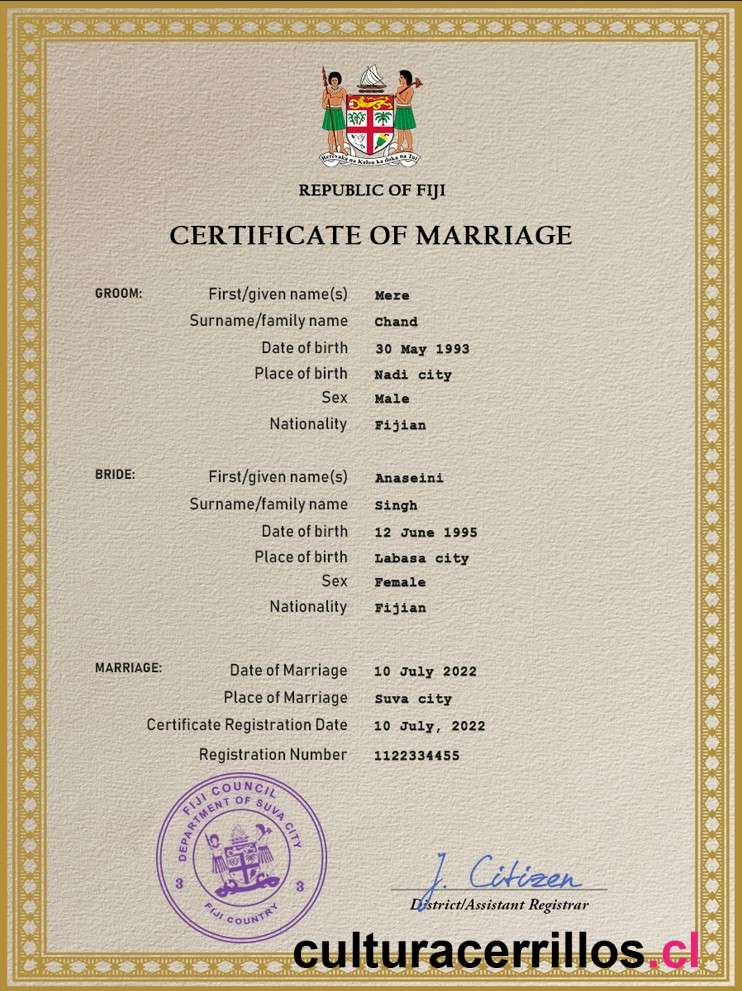 Rerevaka na Kalou ka doka na Tui
REPUBLIC OF FIJI
CERTIFICATE OF MARRIAGE
GROOM: First/given name(s) Mere
Surname/family name Chand
Date of birth 30 May 1993
Place of birth Nadi city
Sex Male
Nationality Fijian
BRIDE: First/given name(s) Anaseini
Surname/family name Singh
Date of birth 12 June 1995
Place of birth Labasa city
Sex Female
Nationality Fijian
MARRIAGE: Date of Marriage 10 July 2022
Place of Marriage Suva city
Certificate Registration Date 10 July, 2022
Registration Number 1122334455
FIJI COUNCIL
DEPARTMENT OF SUVA CITY
3 3
FIJI COUNTRY
J. Citizen
District/Assistant Registrar
culturacerrillos.cl